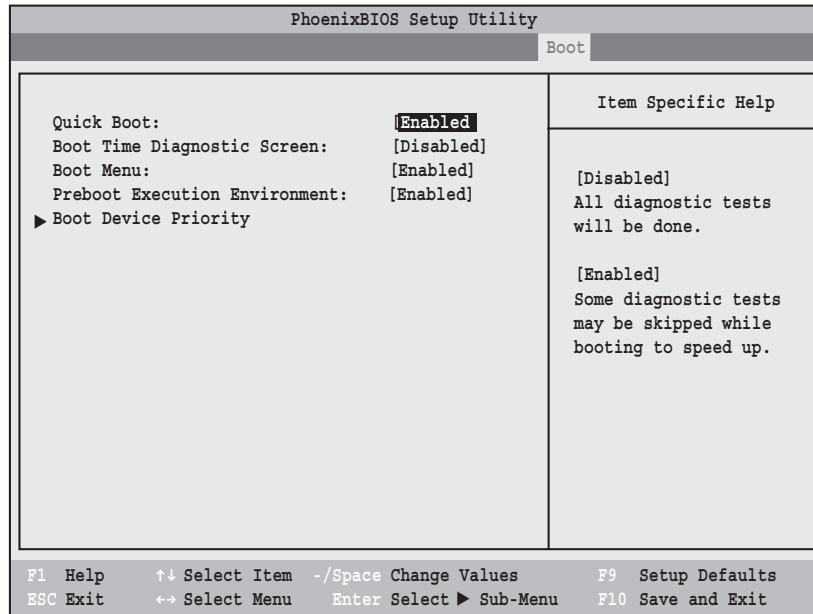 PhoenixBIOS Setup Utility
Boot
Quick Boot: [Enabled
Boot Time Diagnostic Screen: [Disabled]
Boot Menu: [Enabled]
Preboot Execution Environment: [Enabled]
▶ Boot Device Priority
Item Specific Help
[Disabled]
All diagnostic tests
will be done.
[Enabled]
Some diagnostic tests
may be skipped while
booting to speed up.
F1 Help ↑↓ Select Item -/Space Change Values F9 Setup Defaults
ESC Exit ←→ Select Menu Enter Select ▶ Sub-Menu F10 Save and Exit